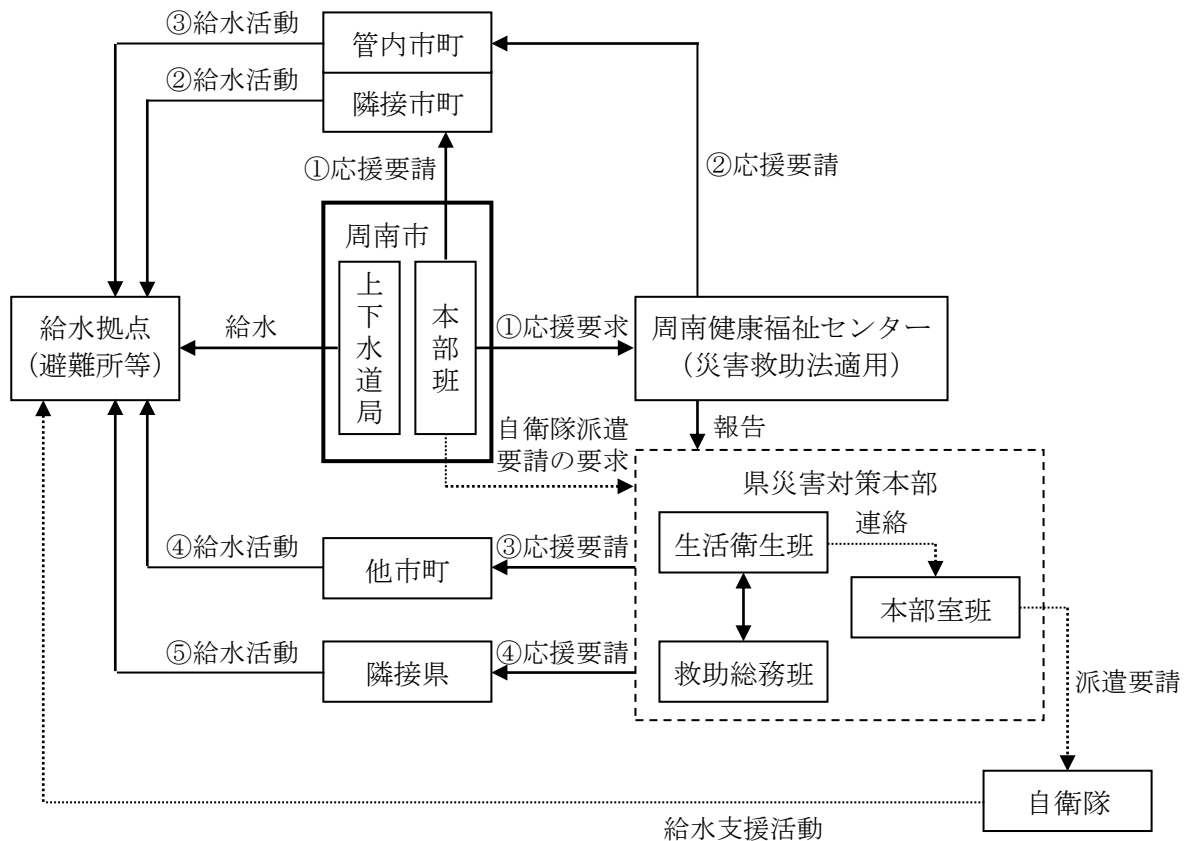 ③給水活動
管内市町
②給水活動
隣接市町
①応援要請
②応援要請
周南市
上下水道局
本部班
給水拠点
(避難所等)
給水
①応援要求
周南健康福祉センター
(災害救助法適用)
自衛隊派遣
要請の要求
報告
県災害対策本部
生活衛生班
連絡
本部室班
救助総務班
④給水活動
他市町
③応援要請
⑤給水活動
隣接県
④応援要請
派遣要請
自衛隊
給水支援活動